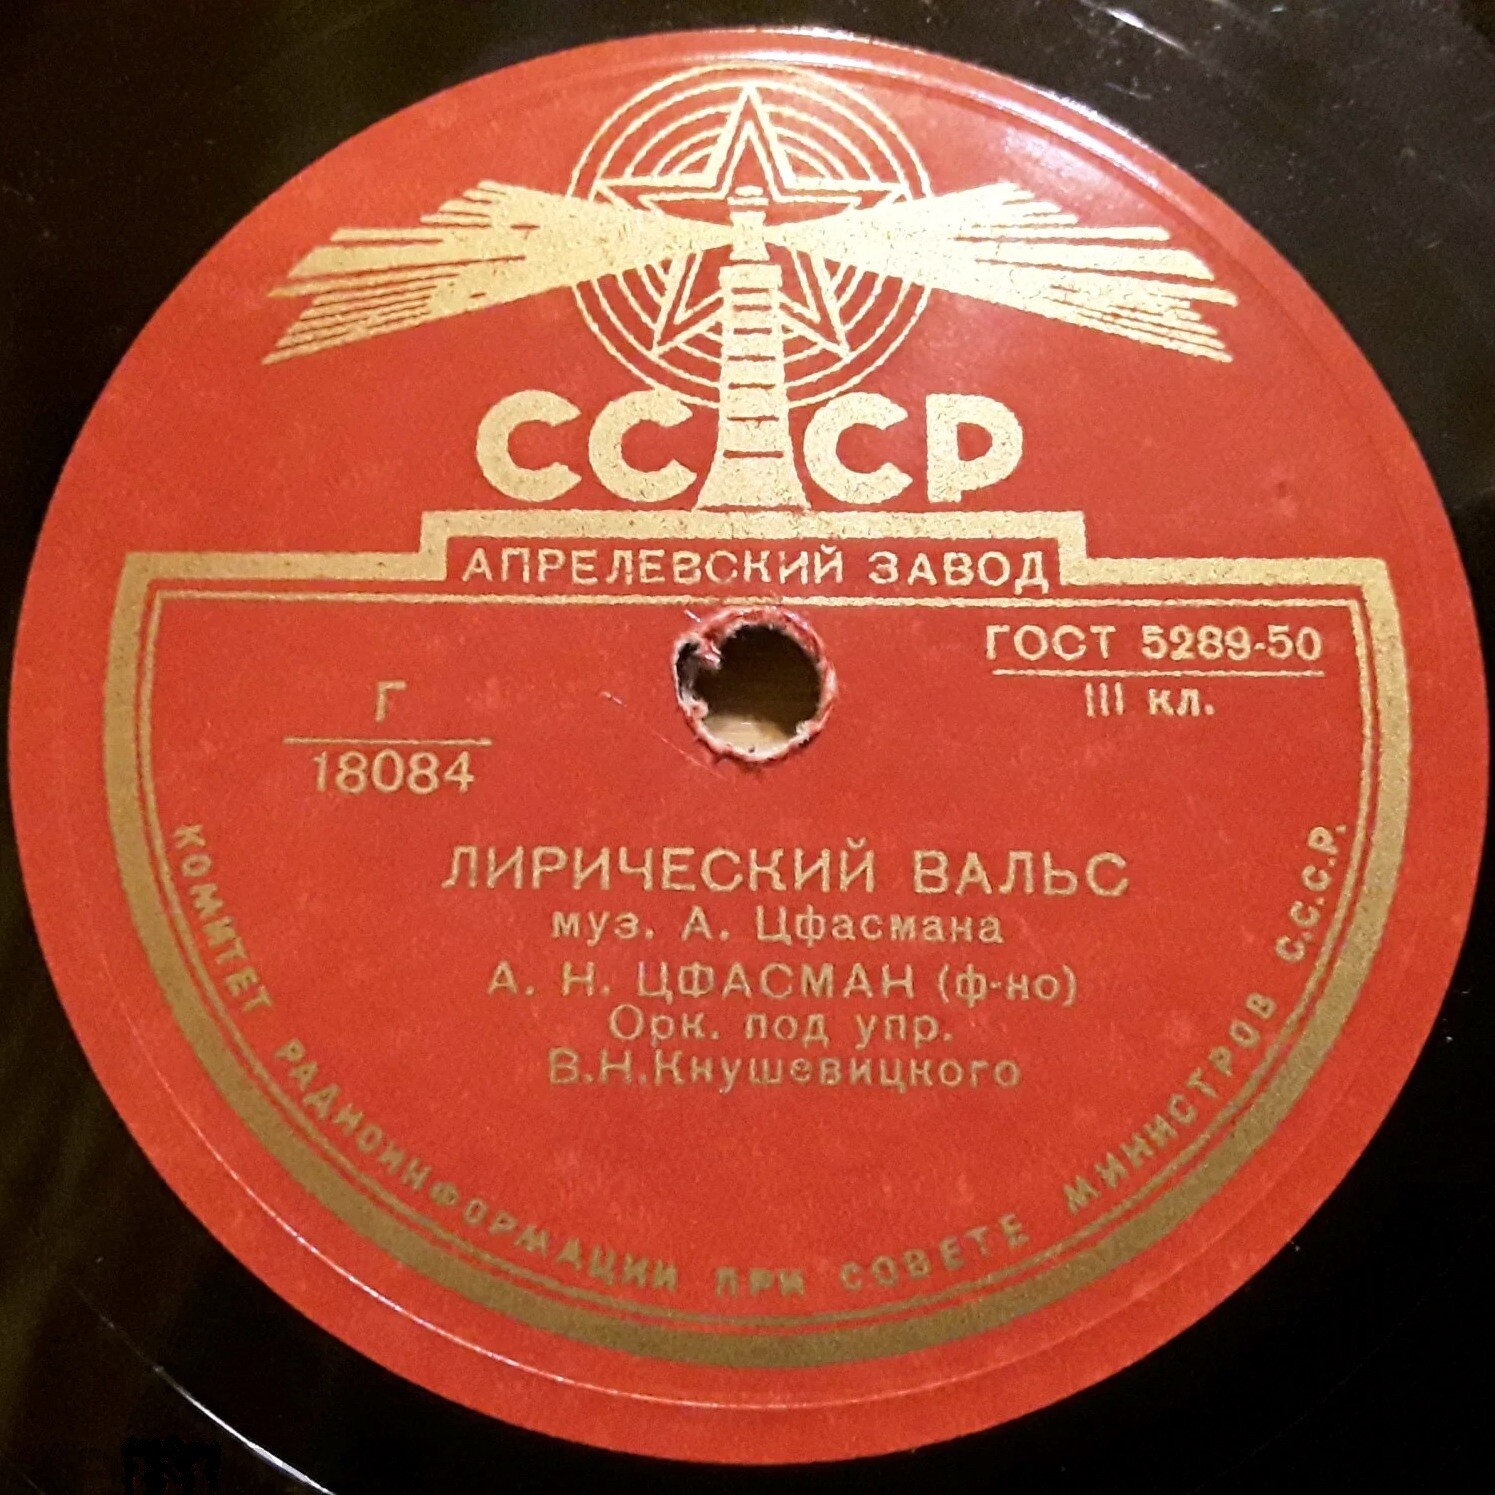 СССР
АПРЕЛЕВСКИЙ ЗАВОД
ГОСТ 5289-50
III кл.
Г
18084
ЛИРИЧЕСКИЙ ВАЛЬС
муз. А. Цфасмана
А. Н. ЦФАСМАН (ф-но)
Орк. под упр.
В.Н.Кнушевицкого
КОМИТЕТ РАДИОИНФОРМАЦИИ ПРИ СОВЕТЕ МИНИСТРОВ С.С.С.Р.